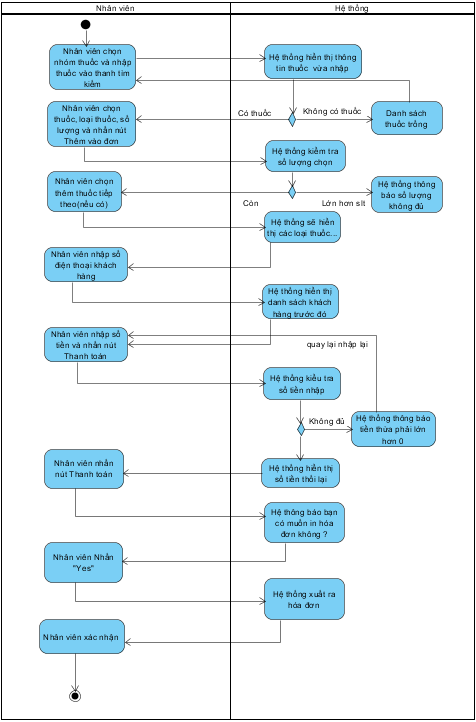 Nhân viên
Hệ thống
Nhân viên chọn
nhóm thuốc và nhập
thuốc vào thanh tìm
kiếm
Hệ thống hiển thị thông
tin thuốc vừa nhập
Nhân viên chọn
thuốc, loại thuốc, số
lượng và nhấn nút
Thêm vào đơn
Có thuốc
Không có thuốc
Danh sách
thuốc trống
Hệ thống kiểm tra
số lượng chọn
Nhân viên chọn
thêm thuốc tiếp
theo(nếu có)
Còn
Lớn hơn slt
Hệ thống thông
báo số lượng
không đủ
Hệ thống sẽ hiển
thị các loại thuốc...
Nhân viên nhập số
điện thoại khách
hàng
Hệ thống hiển thị
danh sách khách
hàng trước đó
Nhân viên nhập số
tiền và nhấn nút
Thanh toán
quay lại nhập lại
Hệ thống kiểu tra
số tiền nhập
Không đủ
Hệ thống thông báo
tiền thừa phải lớn
hơn 0
Nhân viên nhấn
nút Thanh toán
Hệ thống hiển thị
số tiền thối lại
Hệ thông báo bạn
có muốn in hóa
đơn không ?
Nhân viên Nhấn
"Yes"
Hệ thống xuất ra
hóa đơn
Nhân viên xác nhận